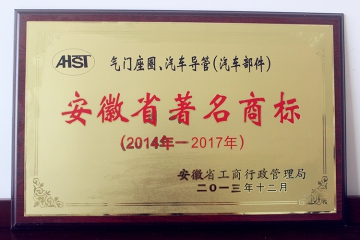 AHST 气门座圈、汽车导管(汽车部件)
安徽省著名商标
(2014年－2017年)
安徽省工商行政管理局
二〇一三年十二月